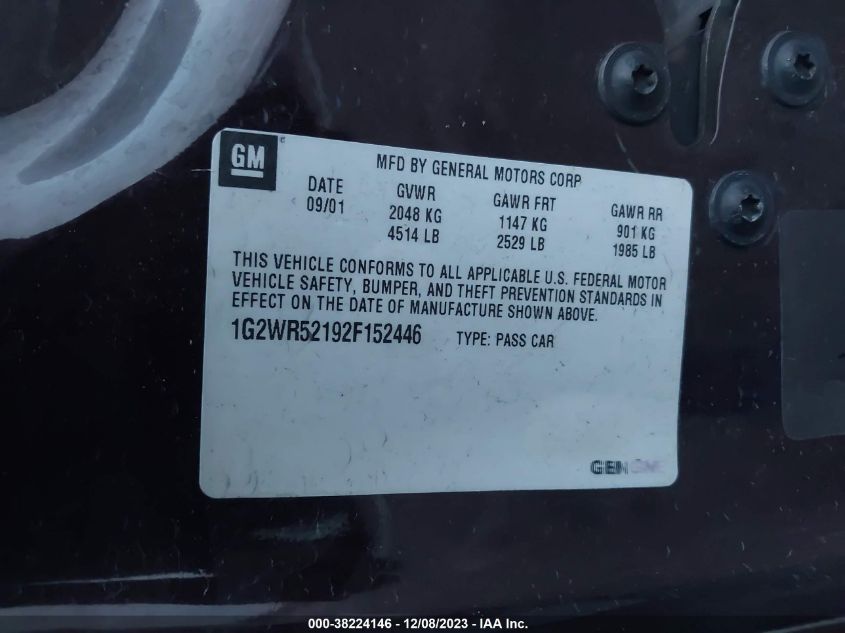 GM
MFD BY GENERAL MOTORS CORP
DATE GVWR GAWR FRT GAWR RR
09/01 2048 KG 1147 KG 901 KG
4514 LB 2529 LB 1985 LB
THIS VEHICLE CONFORMS TO ALL APPLICABLE U.S. FEDERAL MOTOR
VEHICLE SAFETY, BUMPER, AND THEFT PREVENTION STANDARDS IN
EFFECT ON THE DATE OF MANUFACTURE SHOWN ABOVE.
1G2WR52192F152446 TYPE: PASS CAR
GEN
000-38224146 - 12/08/2023 - IAA Inc.